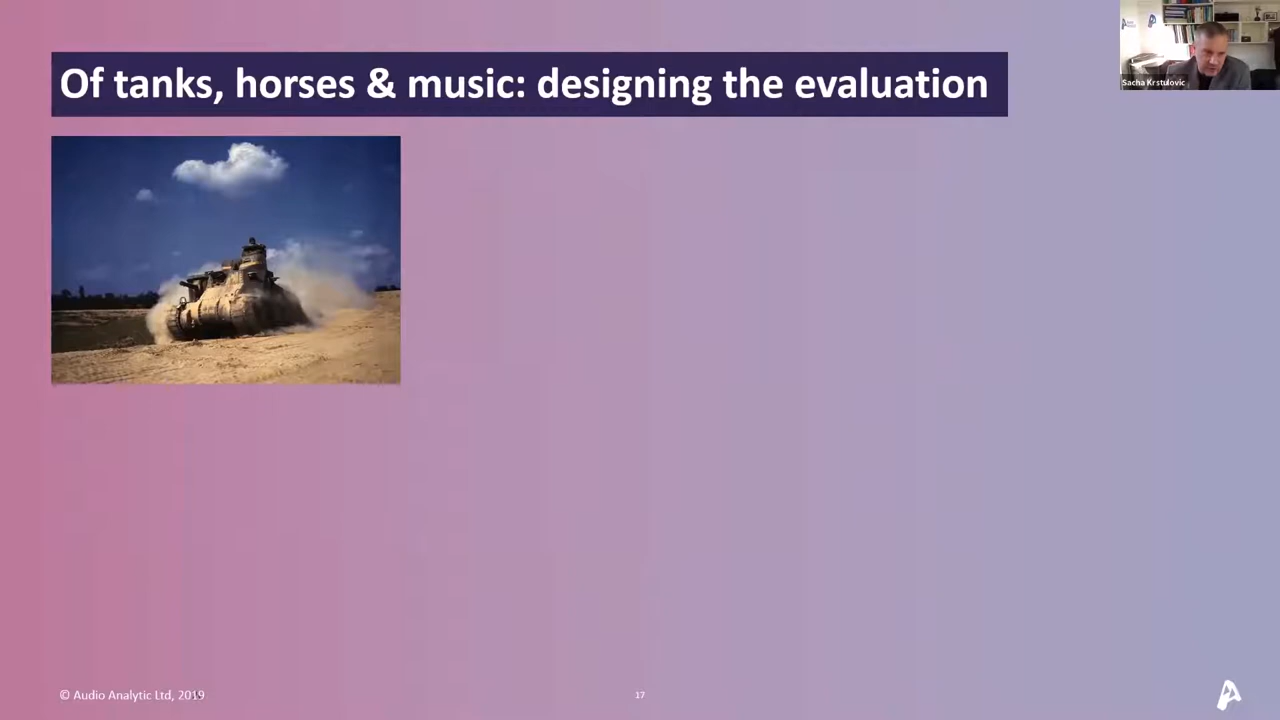 Of tanks, horses & music: designing the evaluation
Sacha Krstulovic
© Audio Analytic Ltd, 2019
17